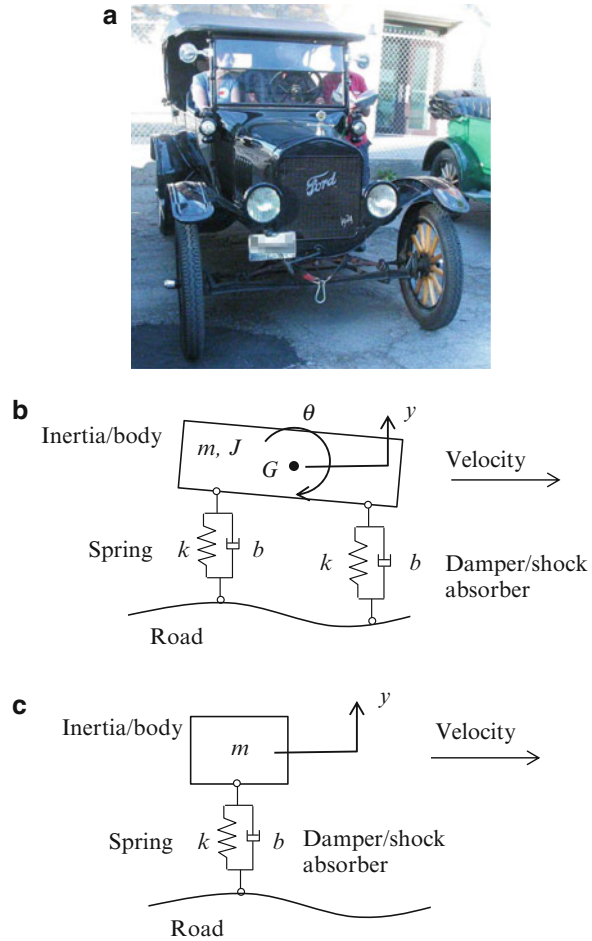 a
Ford
b
θ
y
Inertia/body
m, J
G
Velocity
Spring
k
b
k
b
Damper/shock
absorber
Road
c
y
Inertia/body
m
Velocity
Spring
k
b
Damper/shock
absorber
Road